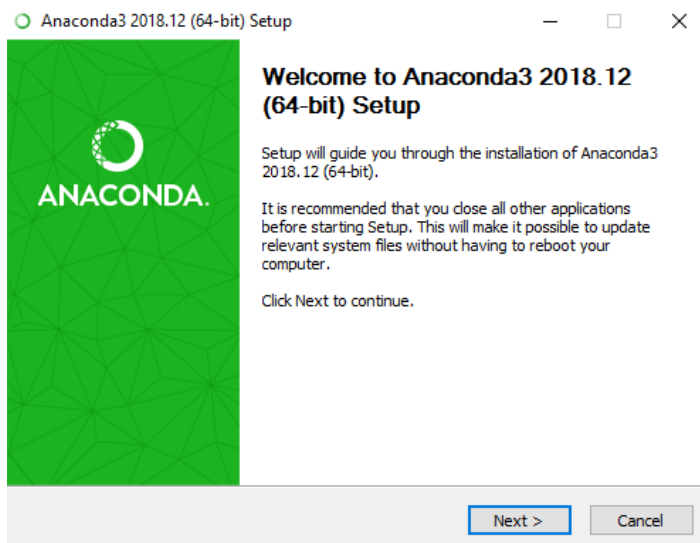 Anaconda3 2018.12 (64-bit) Setup
ANACONDA.
Welcome to Anaconda3 2018.12
(64-bit) Setup
Setup will guide you through the installation of Anaconda3
2018.12 (64-bit).
It is recommended that you close all other applications
before starting Setup. This will make it possible to update
relevant system files without having to reboot your
computer.
Click Next to continue.
Next >
Cancel